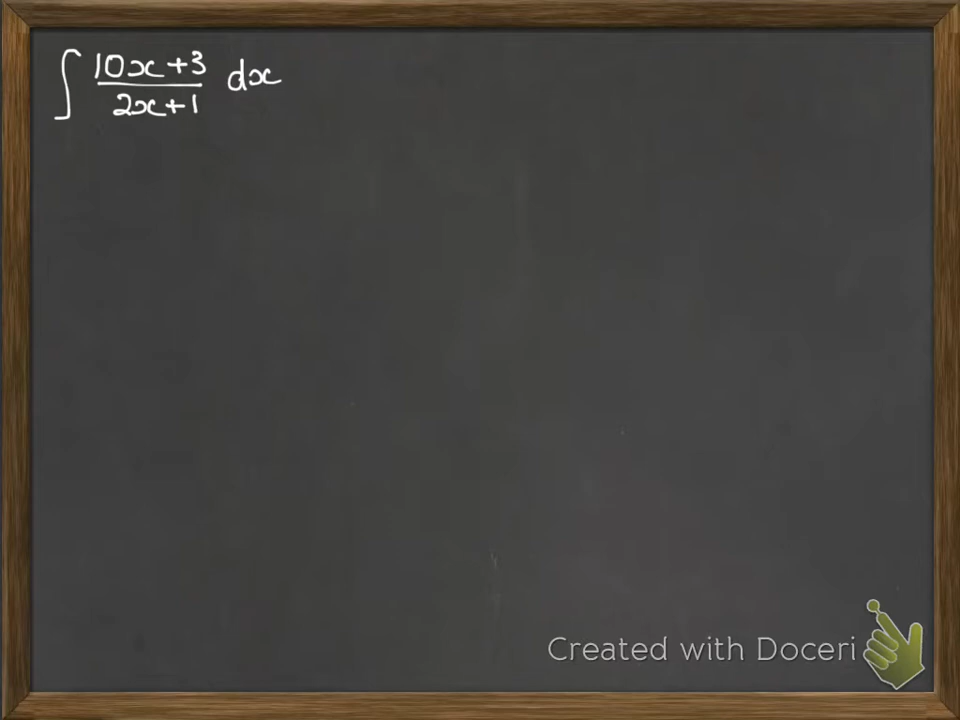 ∫ (10x+3)/(2x+1) dx
Created with Doceri